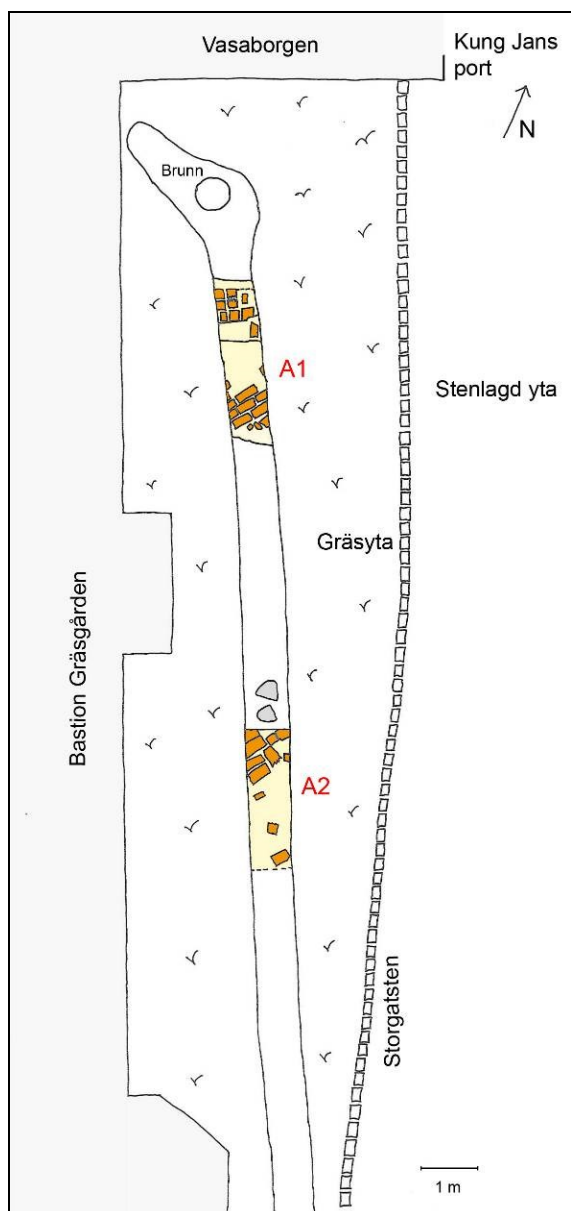 Vasaborgen
Kung Jans
port
N
Brunn
A1
Stenlagd yta
Gräsyta
Bastion Gräsgården
A2
Storgatsten
1 m